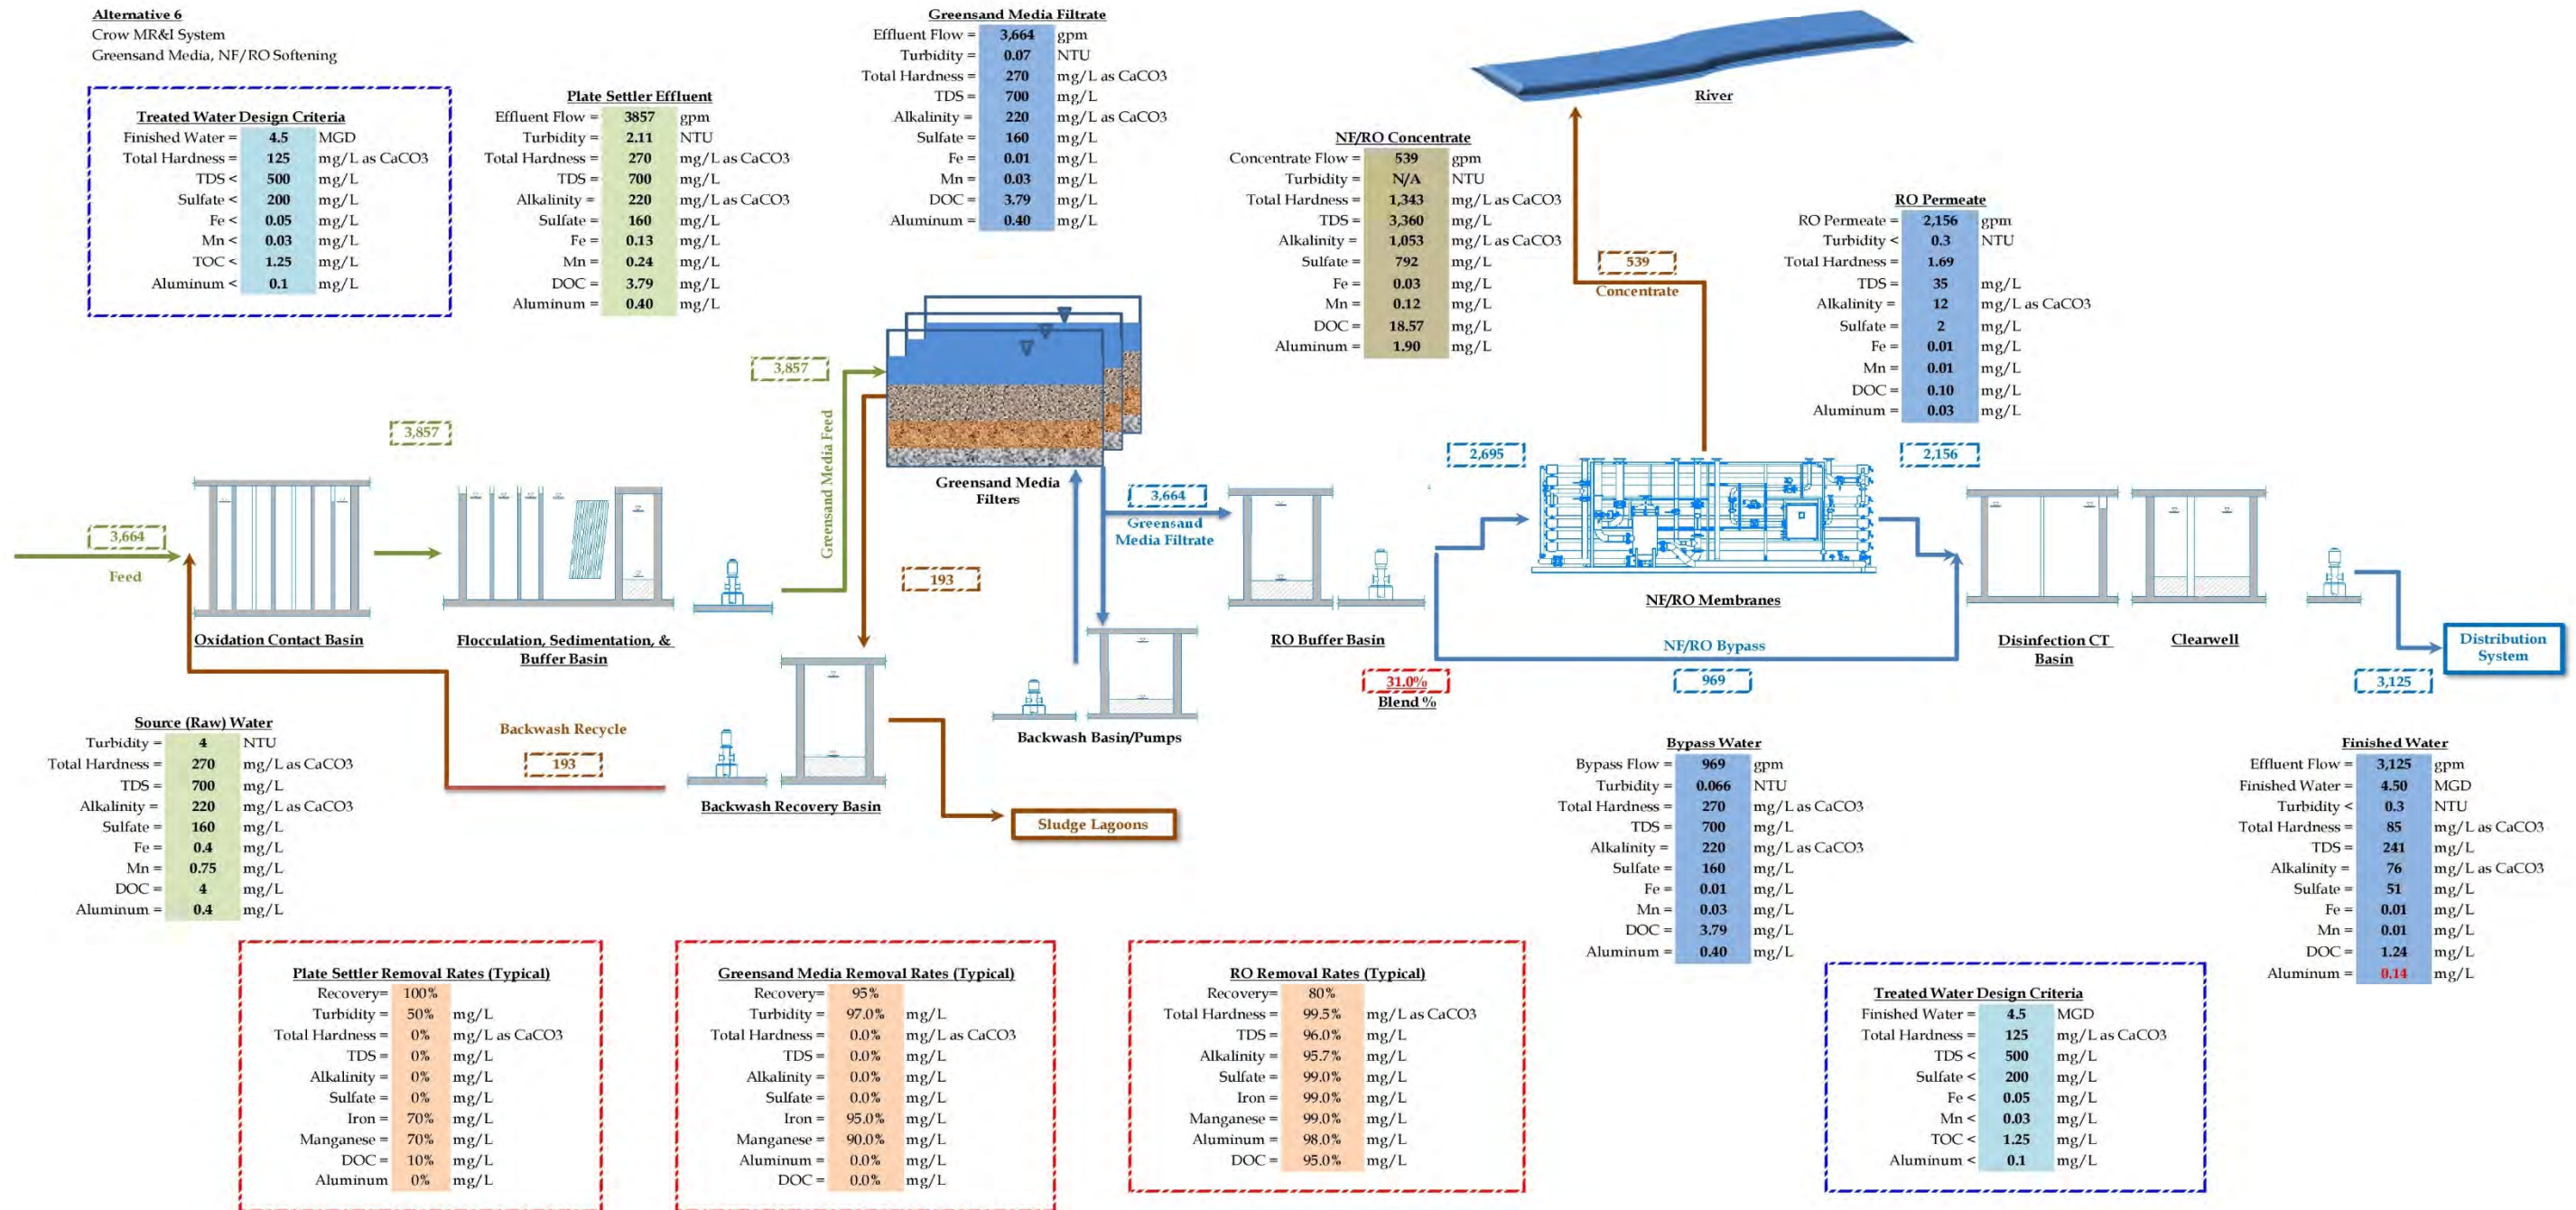 Alternative 6
Crow MR&I System
Greensand Media, NF/RO Softening
Treated Water Design Criteria
Finished Water = 4.5 MGD
Total Hardness = 125 mg/L as CaCO3
TDS < 500 mg/L
Sulfate < 200 mg/L
Fe < 0.05 mg/L
Mn < 0.03 mg/L
TOC < 1.25 mg/L
Aluminum < 0.1 mg/L
Plate Settler Effluent
Effluent Flow = 3857 gpm
Turbidity = 2.11 NTU
Total Hardness = 270 mg/L as CaCO3
TDS = 700 mg/L
Alkalinity = 220 mg/L as CaCO3
Sulfate = 160 mg/L
Fe = 0.13 mg/L
Mn = 0.24 mg/L
DOC = 3.79 mg/L
Aluminum = 0.40 mg/L
Greensand Media Filtrate
Effluent Flow = 3,664 gpm
Turbidity = 0.07 NTU
Total Hardness = 270 mg/L as CaCO3
TDS = 700 mg/L
Alkalinity = 220 mg/L as CaCO3
Sulfate = 160 mg/L
Fe = 0.01 mg/L
Mn = 0.03 mg/L
DOC = 3.79 mg/L
Aluminum = 0.40 mg/L
River
NF/RO Concentrate
Concentrate Flow = 539 gpm
Turbidity = N/A NTU
Total Hardness = 1,343 mg/L as CaCO3
TDS = 3,360 mg/L
Alkalinity = 1,053 mg/L as CaCO3
Sulfate = 792 mg/L
Fe = 0.03 mg/L
Mn = 0.12 mg/L
DOC = 18.57 mg/L
Aluminum = 1.90 mg/L
539
Concentrate
RO Permeate
RO Permeate = 2,156 gpm
Turbidity < 0.3 NTU
Total Hardness = 1.69
TDS = 35 mg/L
Alkalinity = 12 mg/L as CaCO3
Sulfate = 2 mg/L
Fe = 0.01 mg/L
Mn = 0.01 mg/L
DOC = 0.10 mg/L
Aluminum = 0.03 mg/L
3,664
Feed
Oxidation Contact Basin
3,857
Flocculation, Sedimentation, &
Buffer Basin
3,857
Greensand Media Feed
Greensand Media
Filters
193
3,664
Greensand
Media Filtrate
RO Buffer Basin
2,695
NF/RO Membranes
2,156
NF/RO Bypass
969
31.0%
Blend %
Disinfection CT
Basin
Clearwell
Distribution
System
3,125
Backwash Recycle
193
Backwash Recovery Basin
Backwash Basin/Pumps
Sludge Lagoons
Source (Raw) Water
Turbidity = 4 NTU
Total Hardness = 270 mg/L as CaCO3
TDS = 700 mg/L
Alkalinity = 220 mg/L as CaCO3
Sulfate = 160 mg/L
Fe = 0.4 mg/L
Mn = 0.75 mg/L
DOC = 4 mg/L
Aluminum = 0.4 mg/L
Bypass Water
Bypass Flow = 969 gpm
Turbidity = 0.066 NTU
Total Hardness = 270 mg/L as CaCO3
TDS = 700 mg/L
Alkalinity = 220 mg/L as CaCO3
Sulfate = 160 mg/L
Fe = 0.01 mg/L
Mn = 0.03 mg/L
DOC = 3.79 mg/L
Aluminum = 0.40 mg/L
Finished Water
Effluent Flow = 3,125 gpm
Finished Water = 4.50 MGD
Turbidity < 0.3 NTU
Total Hardness = 85 mg/L as CaCO3
TDS = 241 mg/L
Alkalinity = 76 mg/L as CaCO3
Sulfate = 51 mg/L
Fe = 0.01 mg/L
Mn = 0.01 mg/L
DOC = 1.24 mg/L
Aluminum = 0.14 mg/L
Plate Settler Removal Rates (Typical)
Recovery= 100%
Turbidity = 50% mg/L
Total Hardness = 0% mg/L as CaCO3
TDS = 0% mg/L
Alkalinity = 0% mg/L
Sulfate = 0% mg/L
Iron = 70% mg/L
Manganese = 70% mg/L
DOC = 10% mg/L
Aluminum 0% mg/L
Greensand Media Removal Rates (Typical)
Recovery= 95%
Turbidity = 97.0% mg/L
Total Hardness = 0.0% mg/L as CaCO3
TDS = 0.0% mg/L
Alkalinity = 0.0% mg/L
Sulfate = 0.0% mg/L
Iron = 95.0% mg/L
Manganese = 90.0% mg/L
Aluminum = 0.0% mg/L
DOC = 0.0% mg/L
RO Removal Rates (Typical)
Recovery= 80%
Total Hardness = 99.5% mg/L as CaCO3
TDS = 96.0% mg/L
Alkalinity = 95.7% mg/L
Sulfate = 99.0% mg/L
Iron = 99.0% mg/L
Manganese = 99.0% mg/L
Aluminum = 98.0% mg/L
DOC = 95.0% mg/L
Treated Water Design Criteria
Finished Water = 4.5 MGD
Total Hardness = 125 mg/L as CaCO3
TDS < 500 mg/L
Sulfate < 200 mg/L
Fe < 0.05 mg/L
Mn < 0.03 mg/L
TOC < 1.25 mg/L
Aluminum < 0.1 mg/L